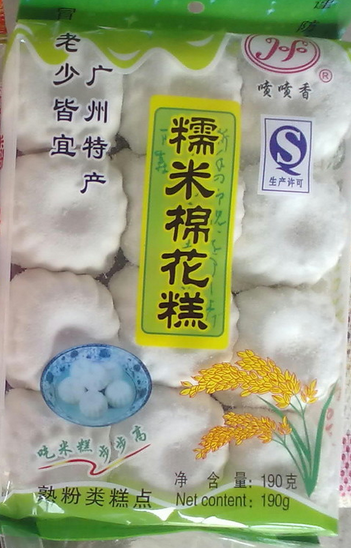 老少皆宜
广州特产
JoFo
®
喷喷香
生产许可
糯米棉花糕
吃米糕步步高
净 含 量: 190克
Net content: 190g
熟粉类糕点